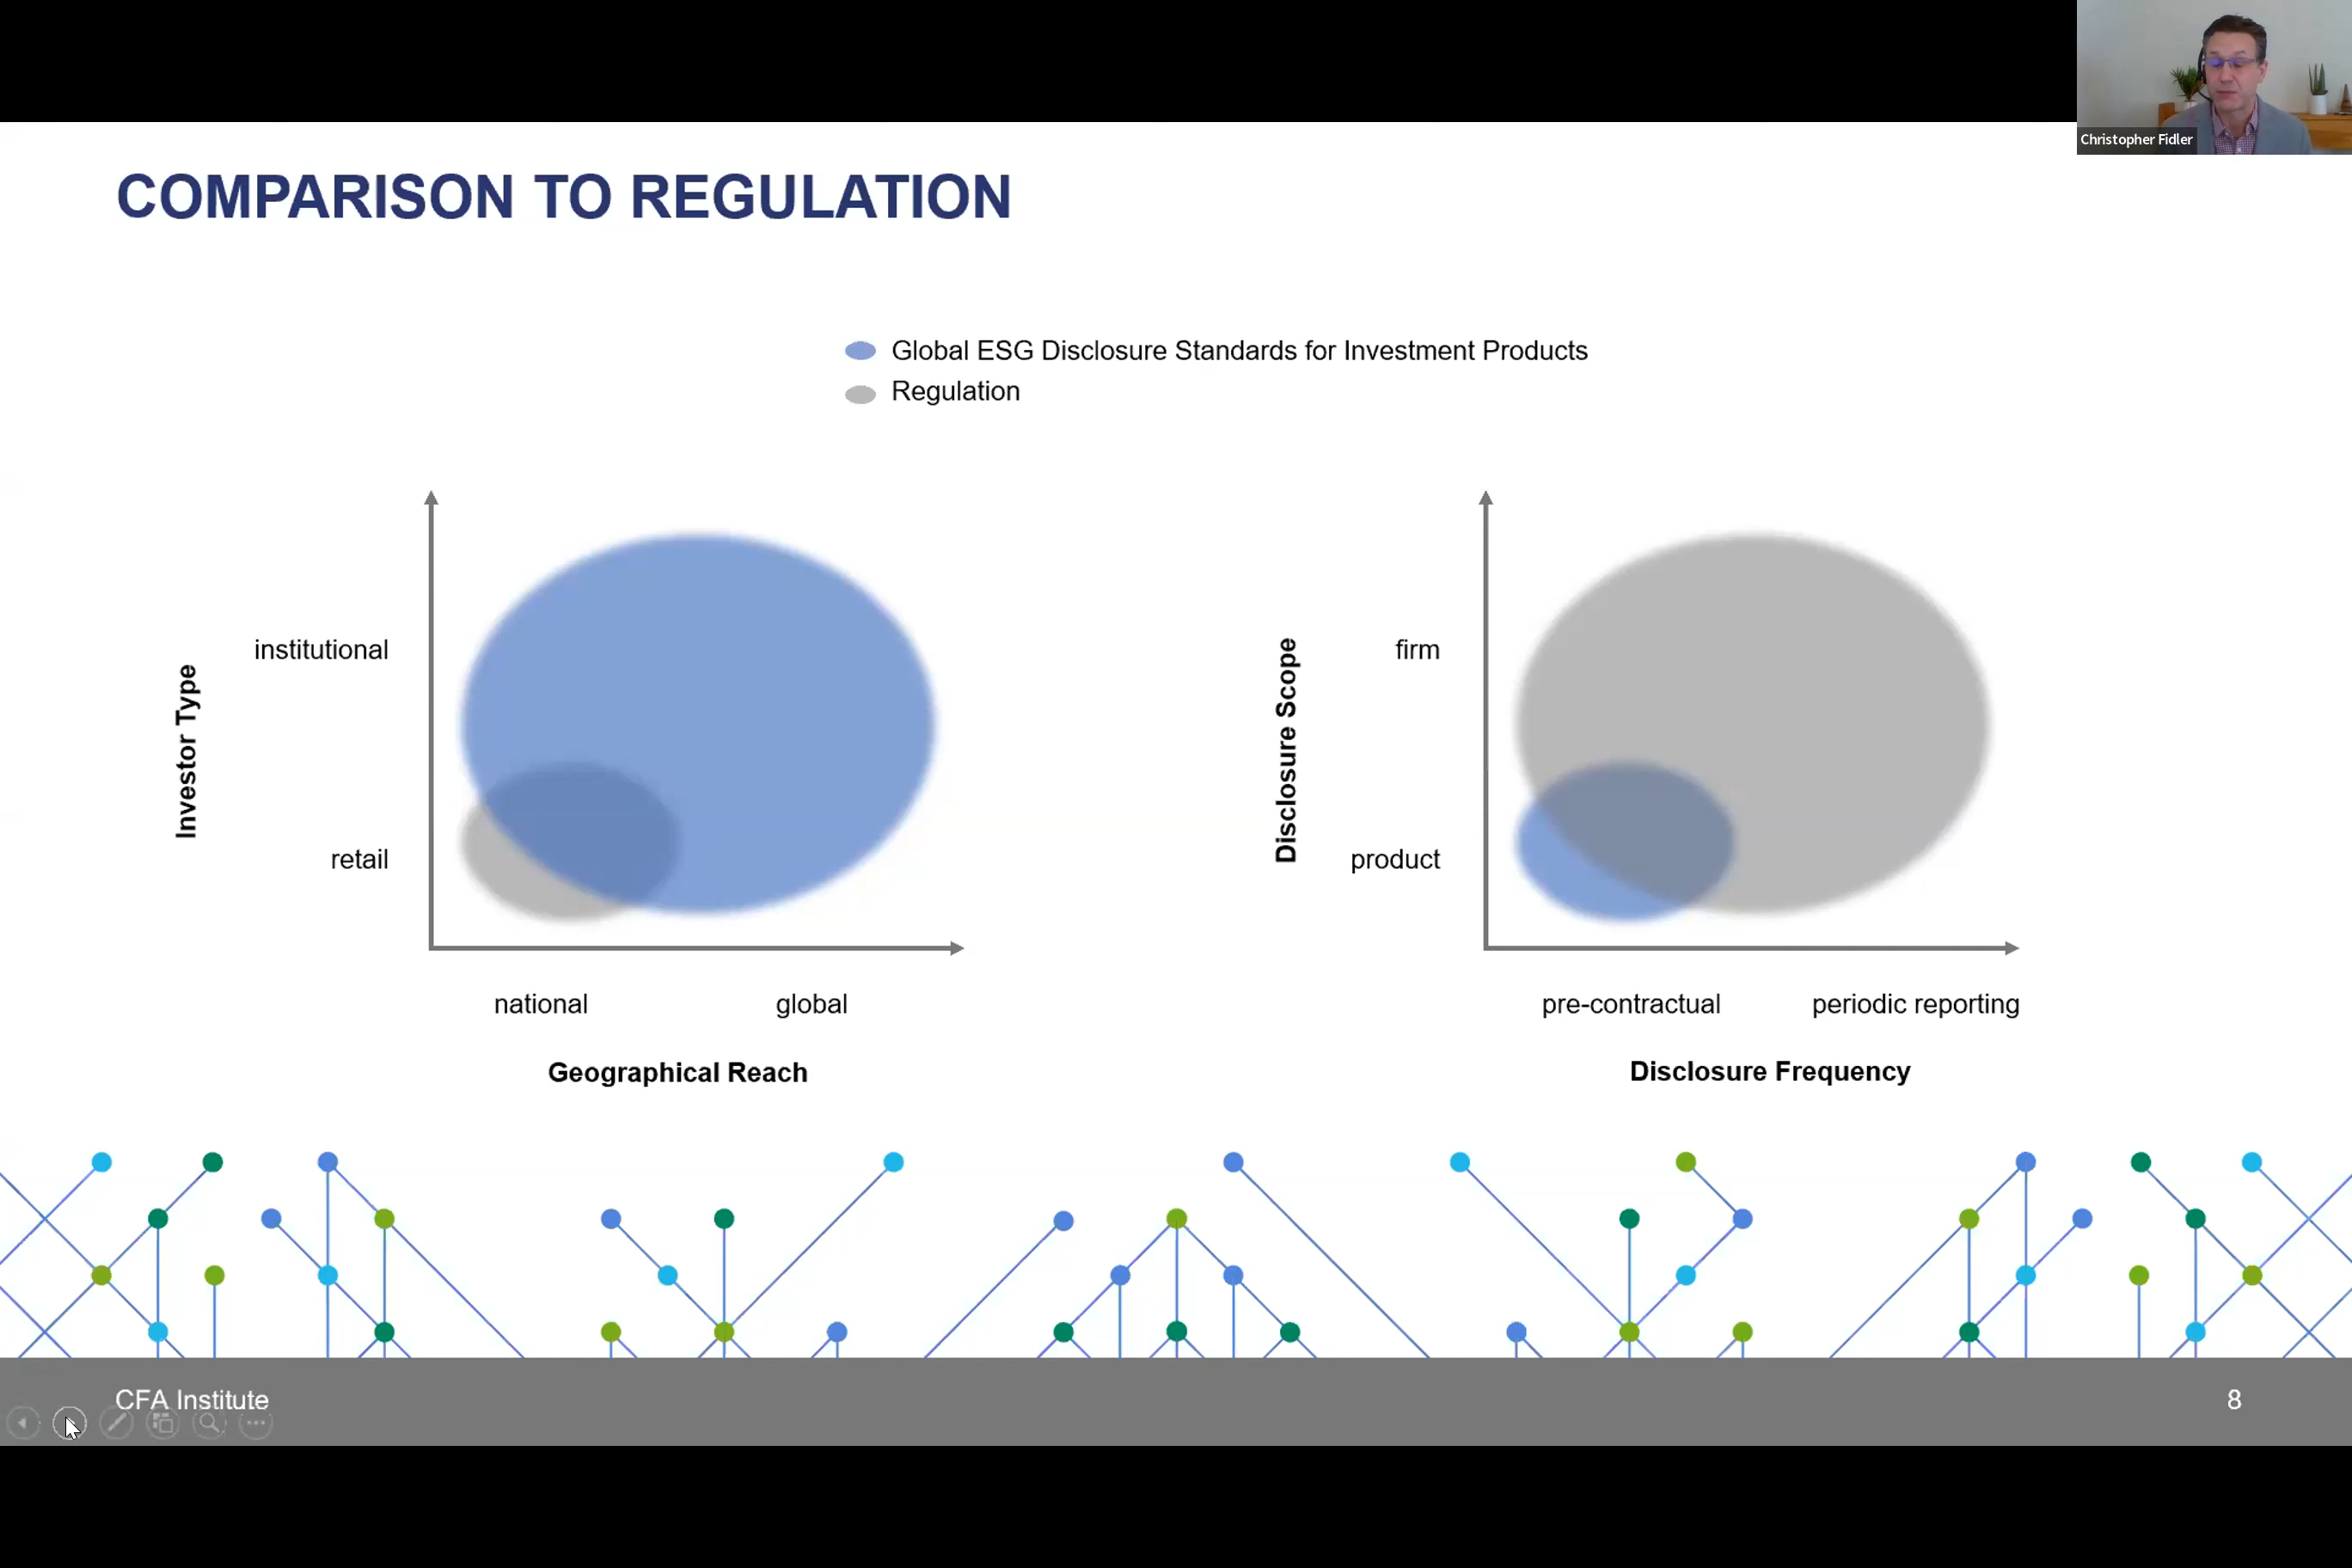 Christopher Fidler
COMPARISON TO REGULATION
Global ESG Disclosure Standards for Investment Products
Regulation
Investor Type
institutional
retail
national
global
Geographical Reach
Disclosure Scope
firm
product
pre-contractual
periodic reporting
Disclosure Frequency
CFA Institute
8